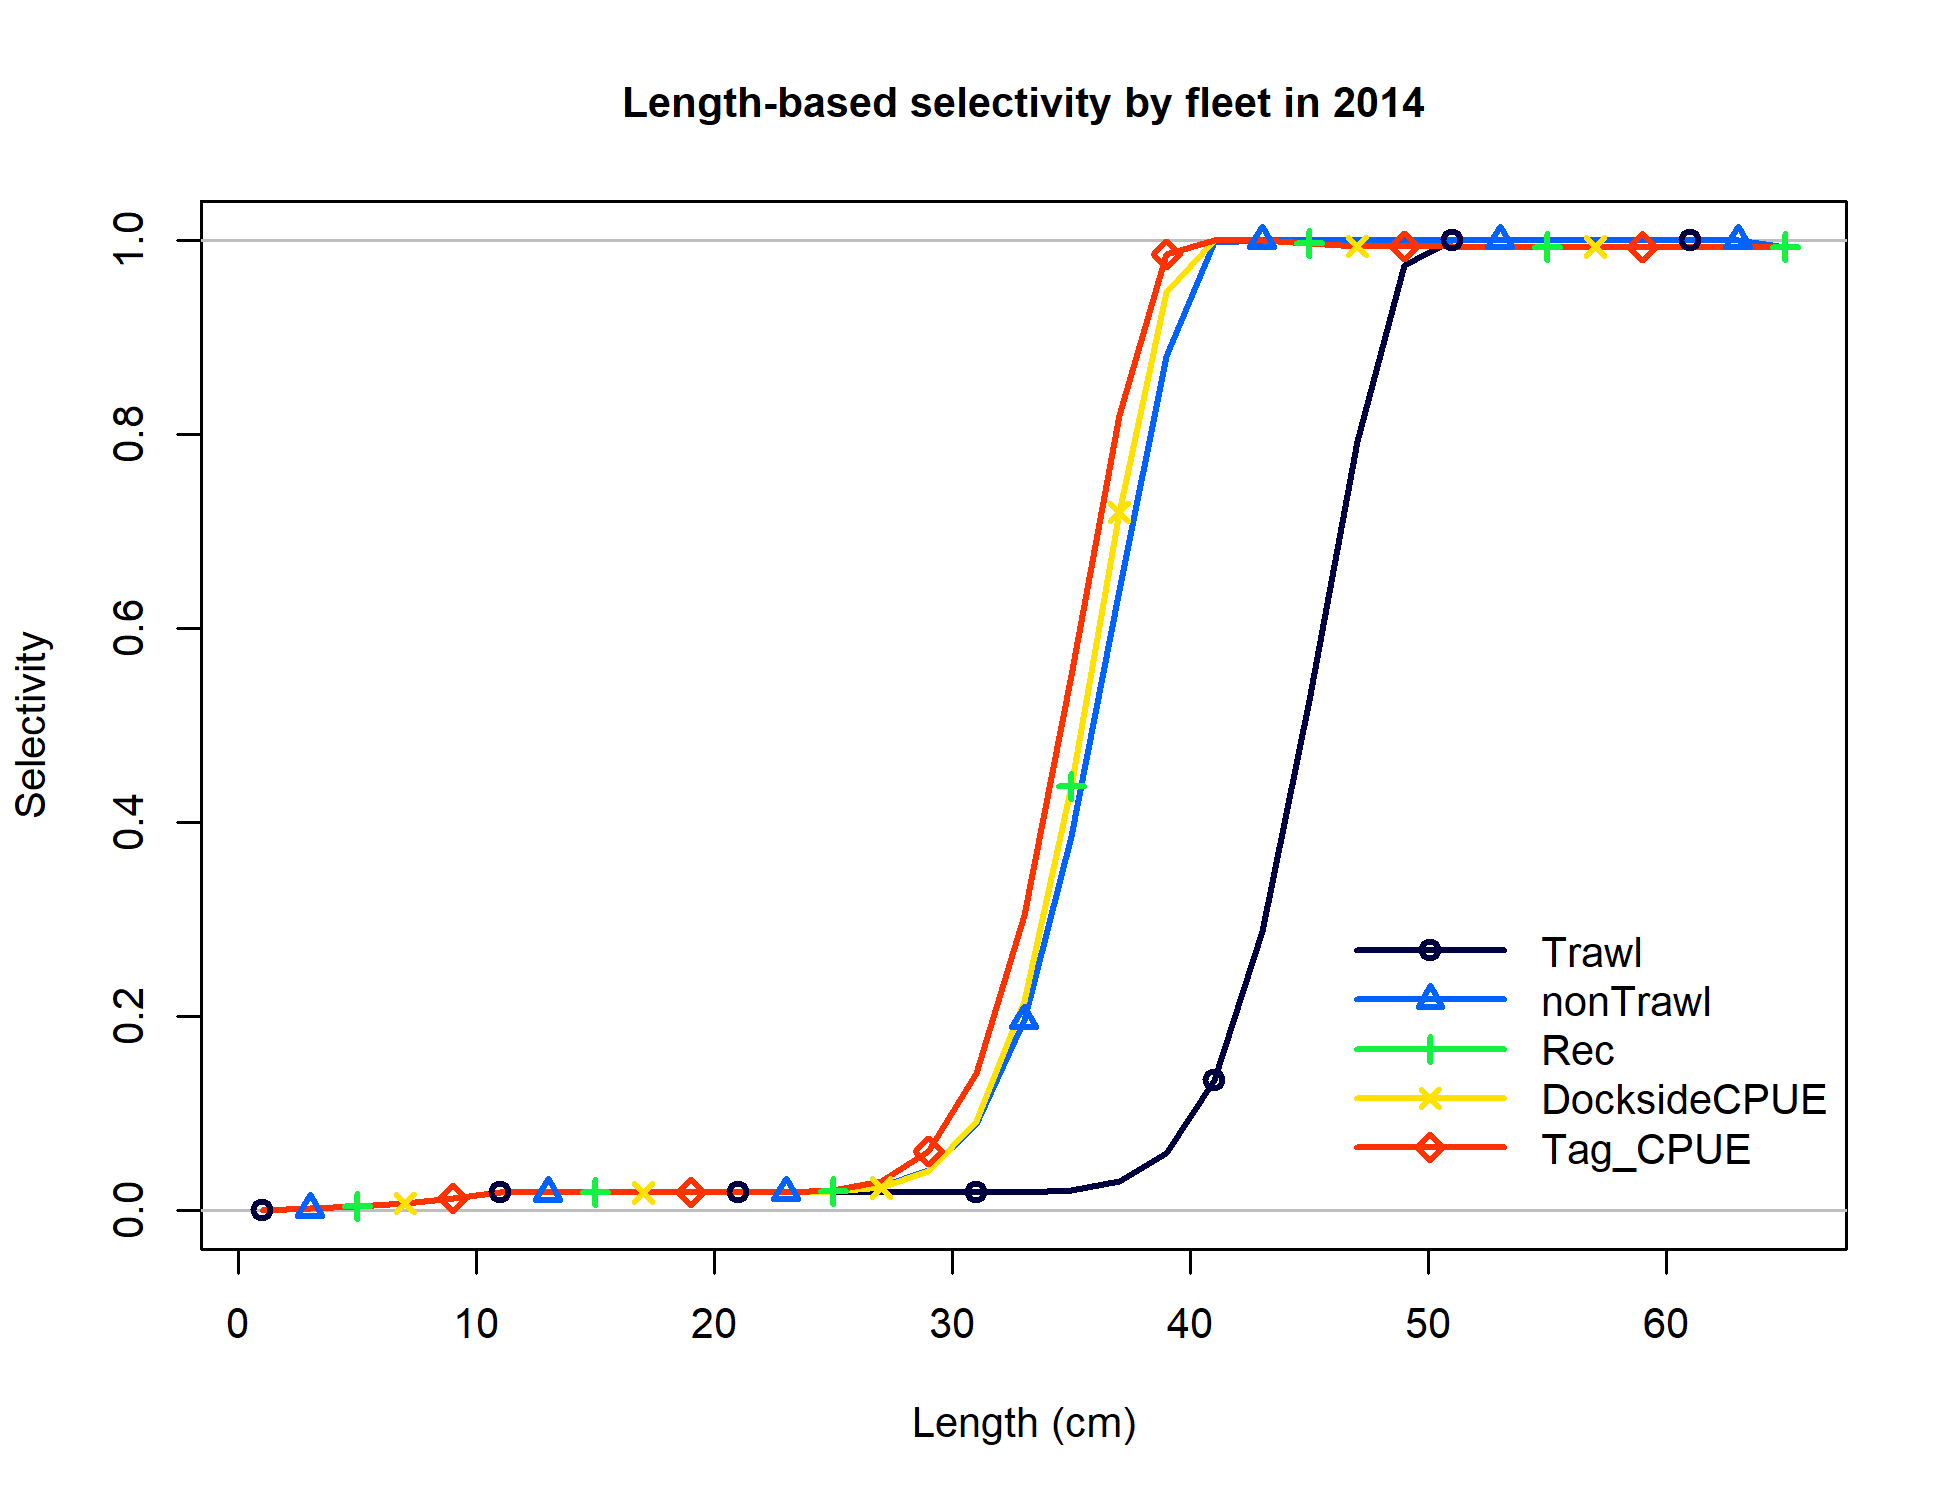 Length-based selectivity by fleet in 2014
1.0
0.8
0.6
0.4
0.2
0.0
Selectivity
Trawl
nonTrawl
Rec
DocksideCPUE
Tag_CPUE
0 10 20 30 40 50 60
Length (cm)